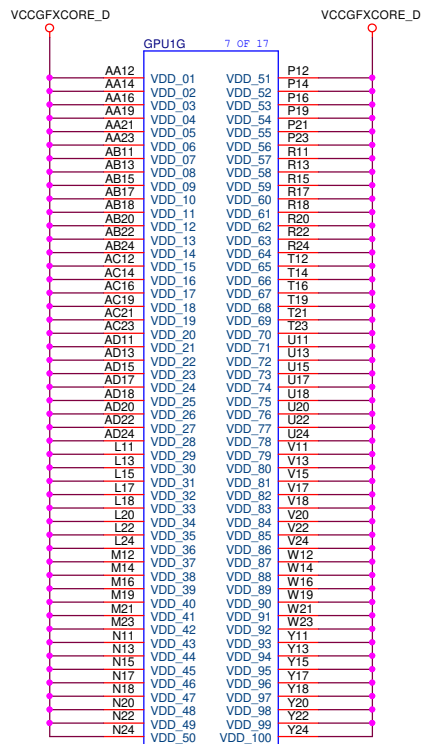 VCCGFXCORE_D VCCGFXCORE_D
GPU1G 7 OF 17
AA12 VDD_01 VDD_51 P12
AA14 VDD_02 VDD_52 P14
AA16 VDD_03 VDD_53 P16
AA19 VDD_04 VDD_54 P19
AA21 VDD_05 VDD_55 P21
AA23 VDD_06 VDD_56 P23
AB11 VDD_07 VDD_57 R11
AB13 VDD_08 VDD_58 R13
AB15 VDD_09 VDD_59 R15
AB17 VDD_10 VDD_60 R17
AB18 VDD_11 VDD_61 R18
AB20 VDD_12 VDD_62 R20
AB22 VDD_13 VDD_63 R22
AB24 VDD_14 VDD_64 R24
AC12 VDD_15 VDD_65 T12
AC14 VDD_16 VDD_66 T14
AC16 VDD_17 VDD_67 T16
AC19 VDD_18 VDD_68 T19
AC21 VDD_19 VDD_69 T21
AC23 VDD_20 VDD_70 T23
AD11 VDD_21 VDD_71 U11
AD13 VDD_22 VDD_72 U13
AD15 VDD_23 VDD_73 U15
AD17 VDD_24 VDD_74 U17
AD18 VDD_25 VDD_75 U18
AD20 VDD_26 VDD_76 U20
AD22 VDD_27 VDD_77 U22
AD24 VDD_28 VDD_78 U24
L11 VDD_29 VDD_79 V11
L13 VDD_30 VDD_80 V13
L15 VDD_31 VDD_81 V15
L17 VDD_32 VDD_82 V17
L18 VDD_33 VDD_83 V18
L20 VDD_34 VDD_84 V20
L22 VDD_35 VDD_85 V22
L24 VDD_36 VDD_86 V24
M12 VDD_37 VDD_87 W12
M14 VDD_38 VDD_88 W14
M16 VDD_39 VDD_89 W16
M19 VDD_40 VDD_90 W19
M21 VDD_41 VDD_91 W21
M23 VDD_42 VDD_92 W23
N11 VDD_43 VDD_93 Y11
N13 VDD_44 VDD_94 Y13
N15 VDD_45 VDD_95 Y15
N17 VDD_46 VDD_96 Y17
N18 VDD_47 VDD_97 Y18
N20 VDD_48 VDD_98 Y20
N22 VDD_49 VDD_99 Y22
N24 VDD_50 VDD_100 Y24